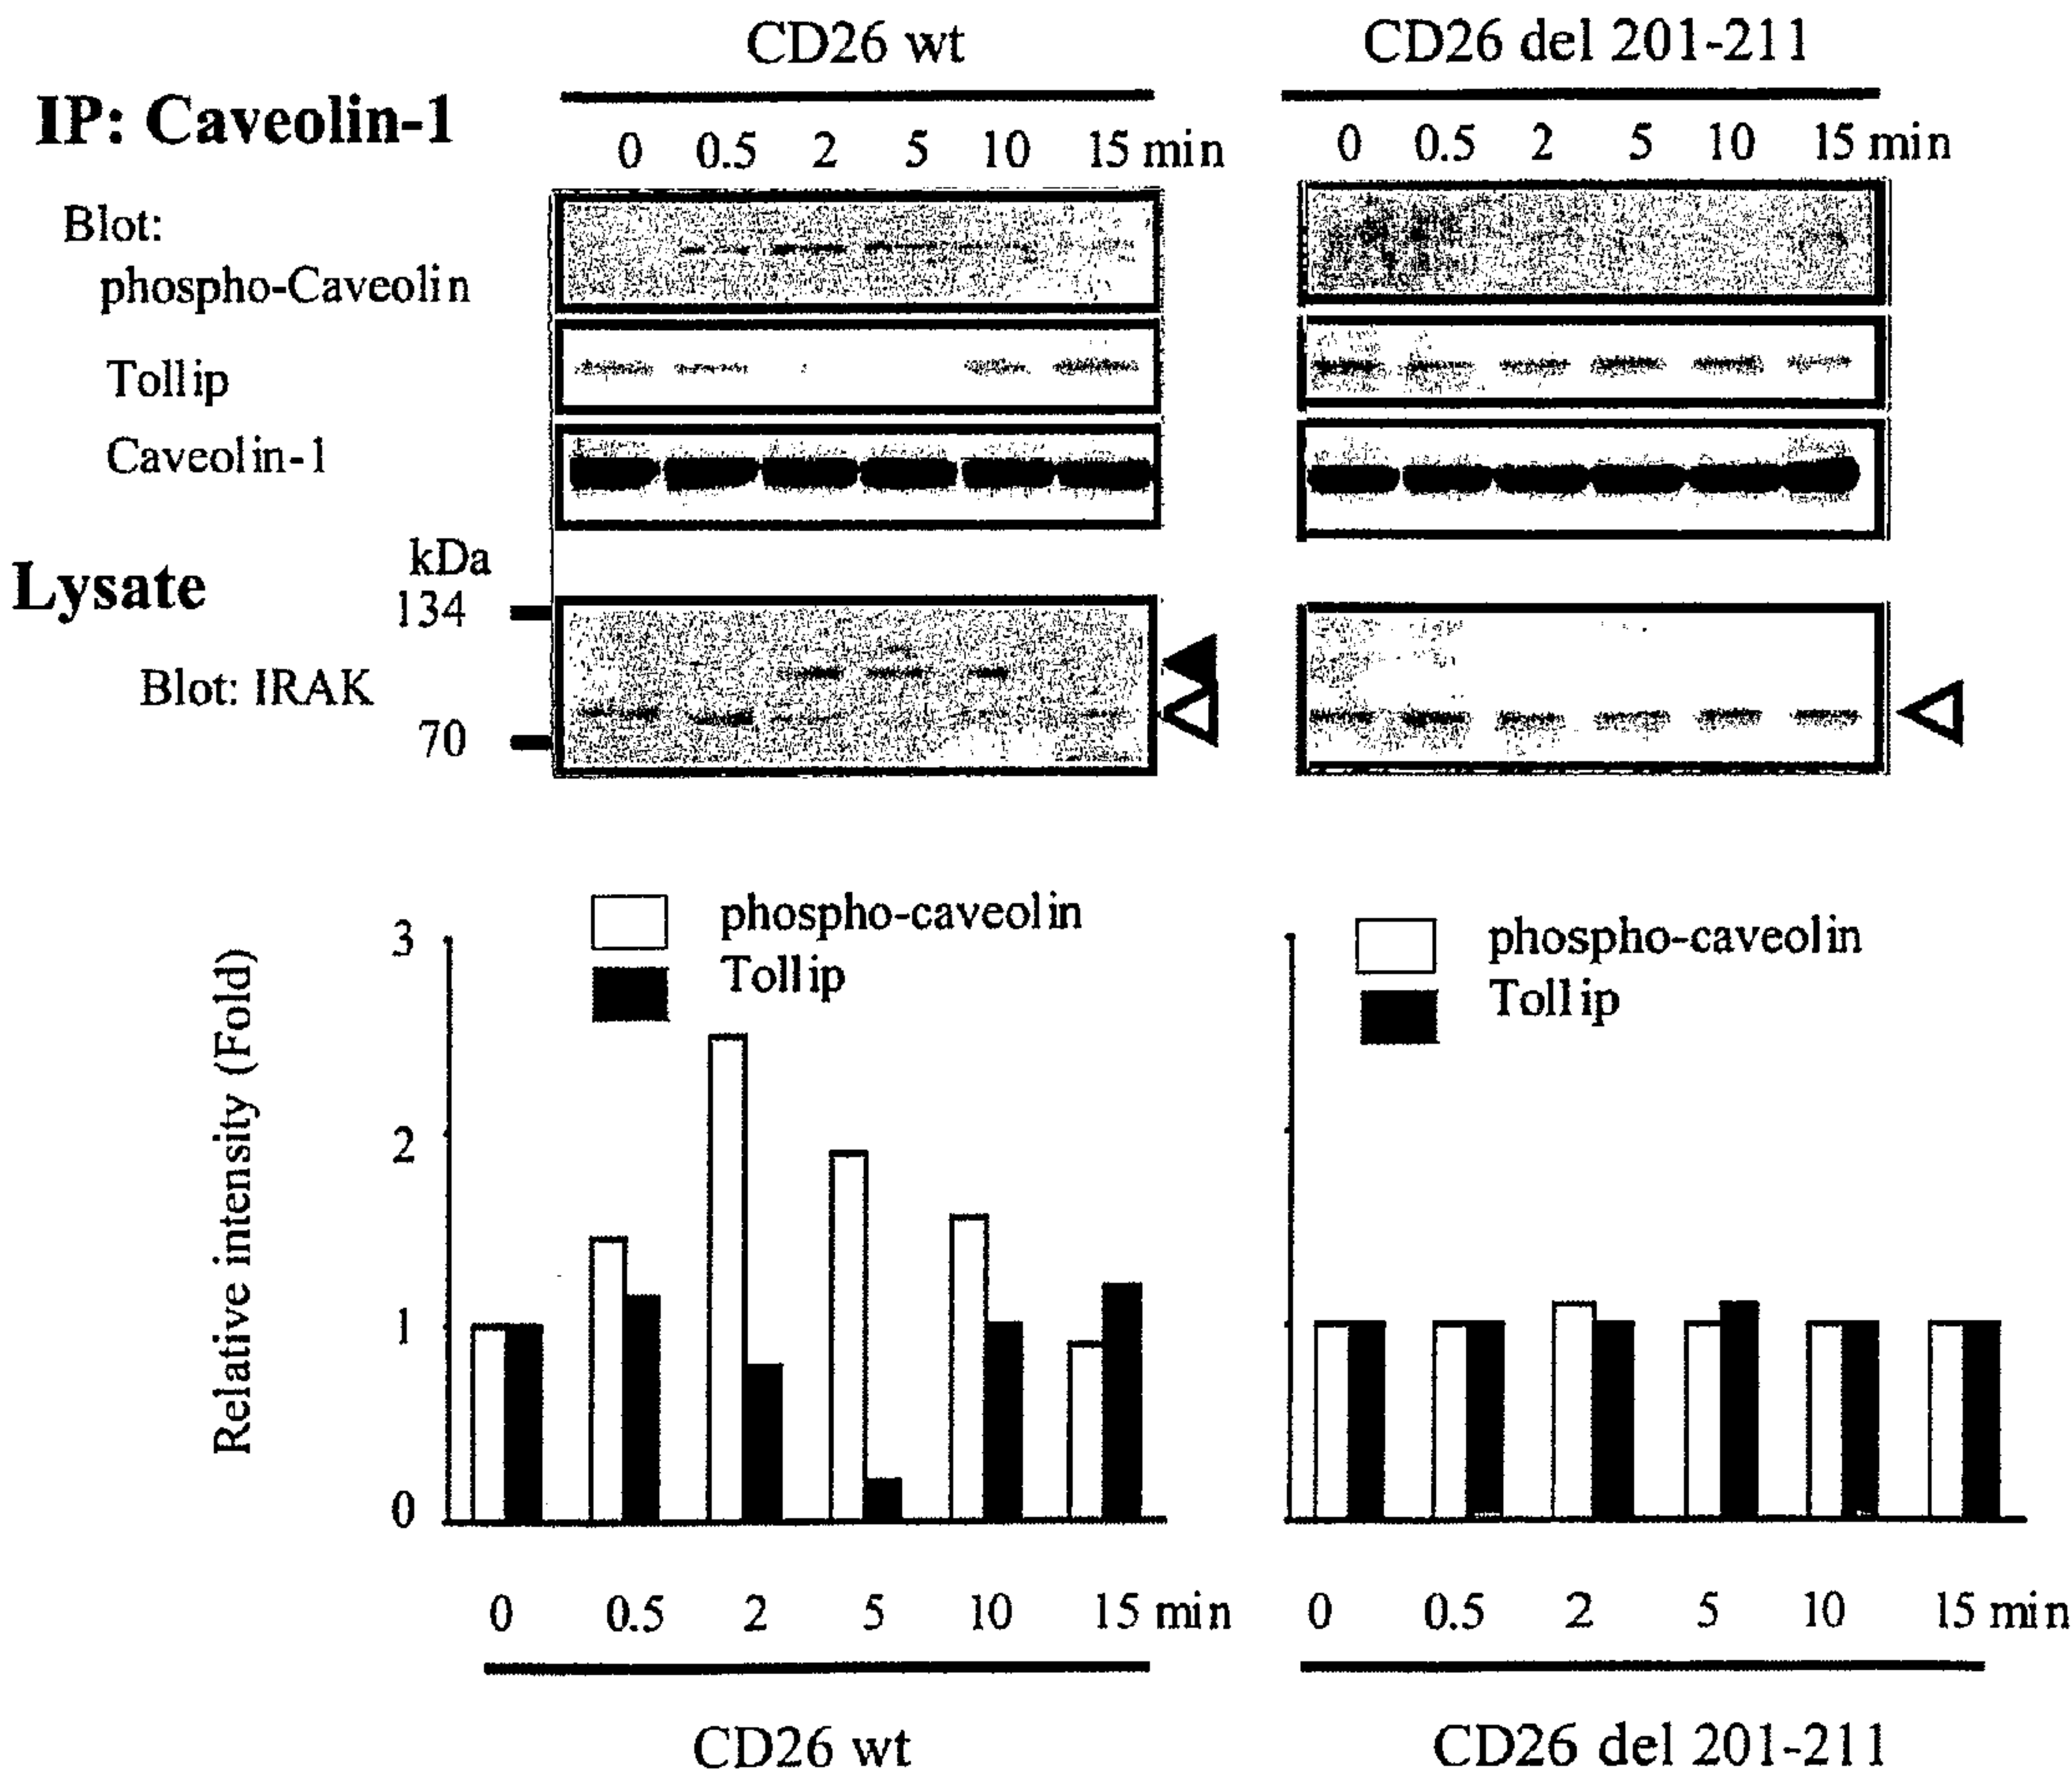 CD26 wt
CD26 del 201-211
IP: Caveolin-1
0 0.5 2 5 10 15 min
0 0.5 2 5 10 15 min
Blot:
phospho-Caveolin
Tollip
Caveolin-1
kDa
Lysate
134
Blot: IRAK
70
phospho-caveolin
Tollip
phospho-caveolin
Tollip
Relative intensity (Fold)
3
2
1
0
0 0.5 2 5 10 15 min
0 0.5 2 5 10 15 min
CD26 wt
CD26 del 201-211